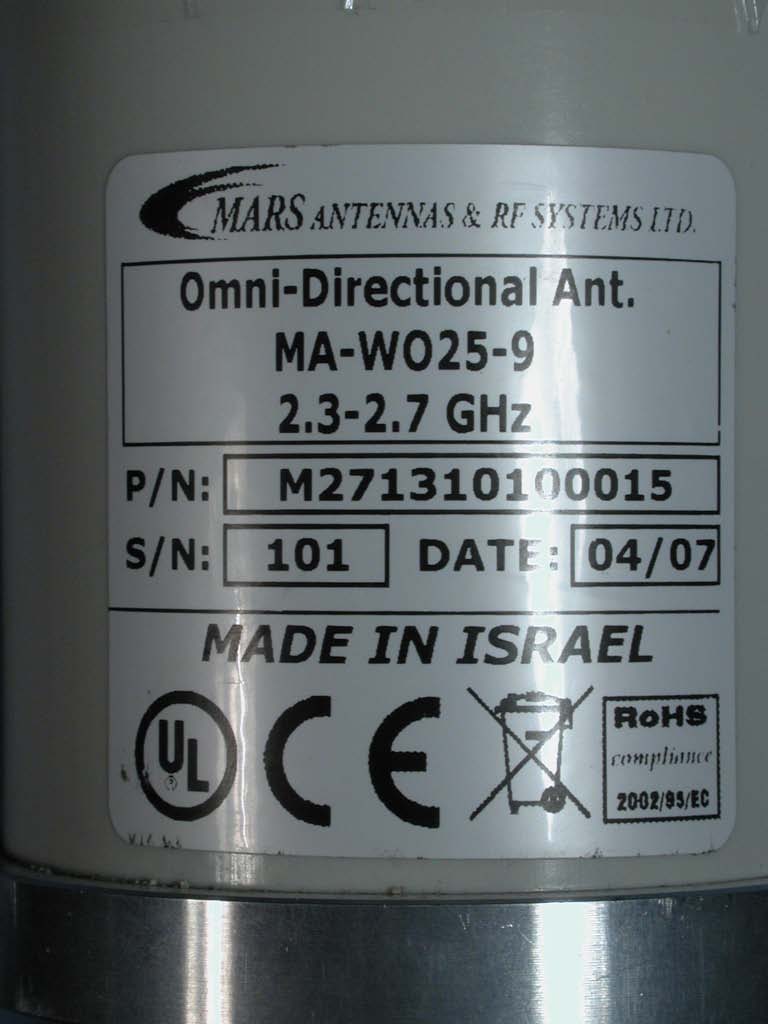 MARS ANTENNAS & RF SYSTEMS LTD.
Omni-Directional Ant.
MA-WO25-9
2.3-2.7 GHz
P/N: M271310100015
S/N: 101 DATE: 04/07
MADE IN ISRAEL
UL CE RoHS
compliance
2002/95/EC